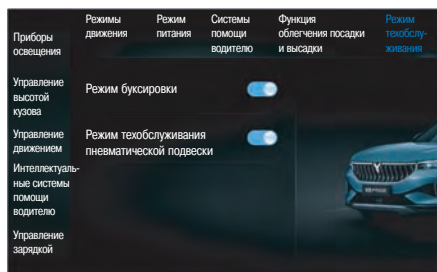 Приборы
освещения
Режимы
движения
Режим
питания
Системы
помощи
водителю
Функция
облегчения посадки
и высадки
Режим
техобслу-
живания
Управление
высотой
кузова
Управление
движением
Интеллектуаль-
ные системы
помощи
водителю
Управление
зарядкой
Режим буксировки
Режим техобслуживания
пневматической подвески